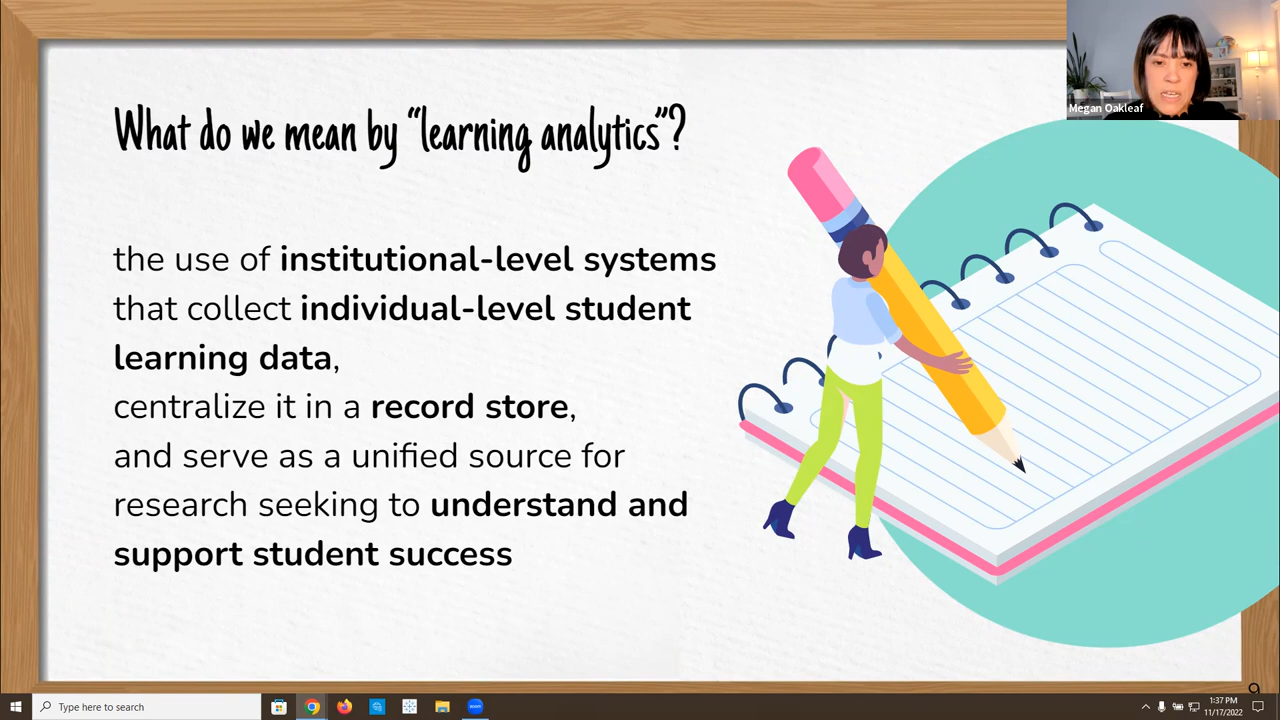 What do we mean by “learning analytics”?
the use of institutional-level systems
that collect individual-level student
learning data,
centralize it in a record store,
and serve as a unified source for
research seeking to understand and
support student success
Megan Oakleaf
9
Type here to search
zoom
1:37 PM
11/17/2022